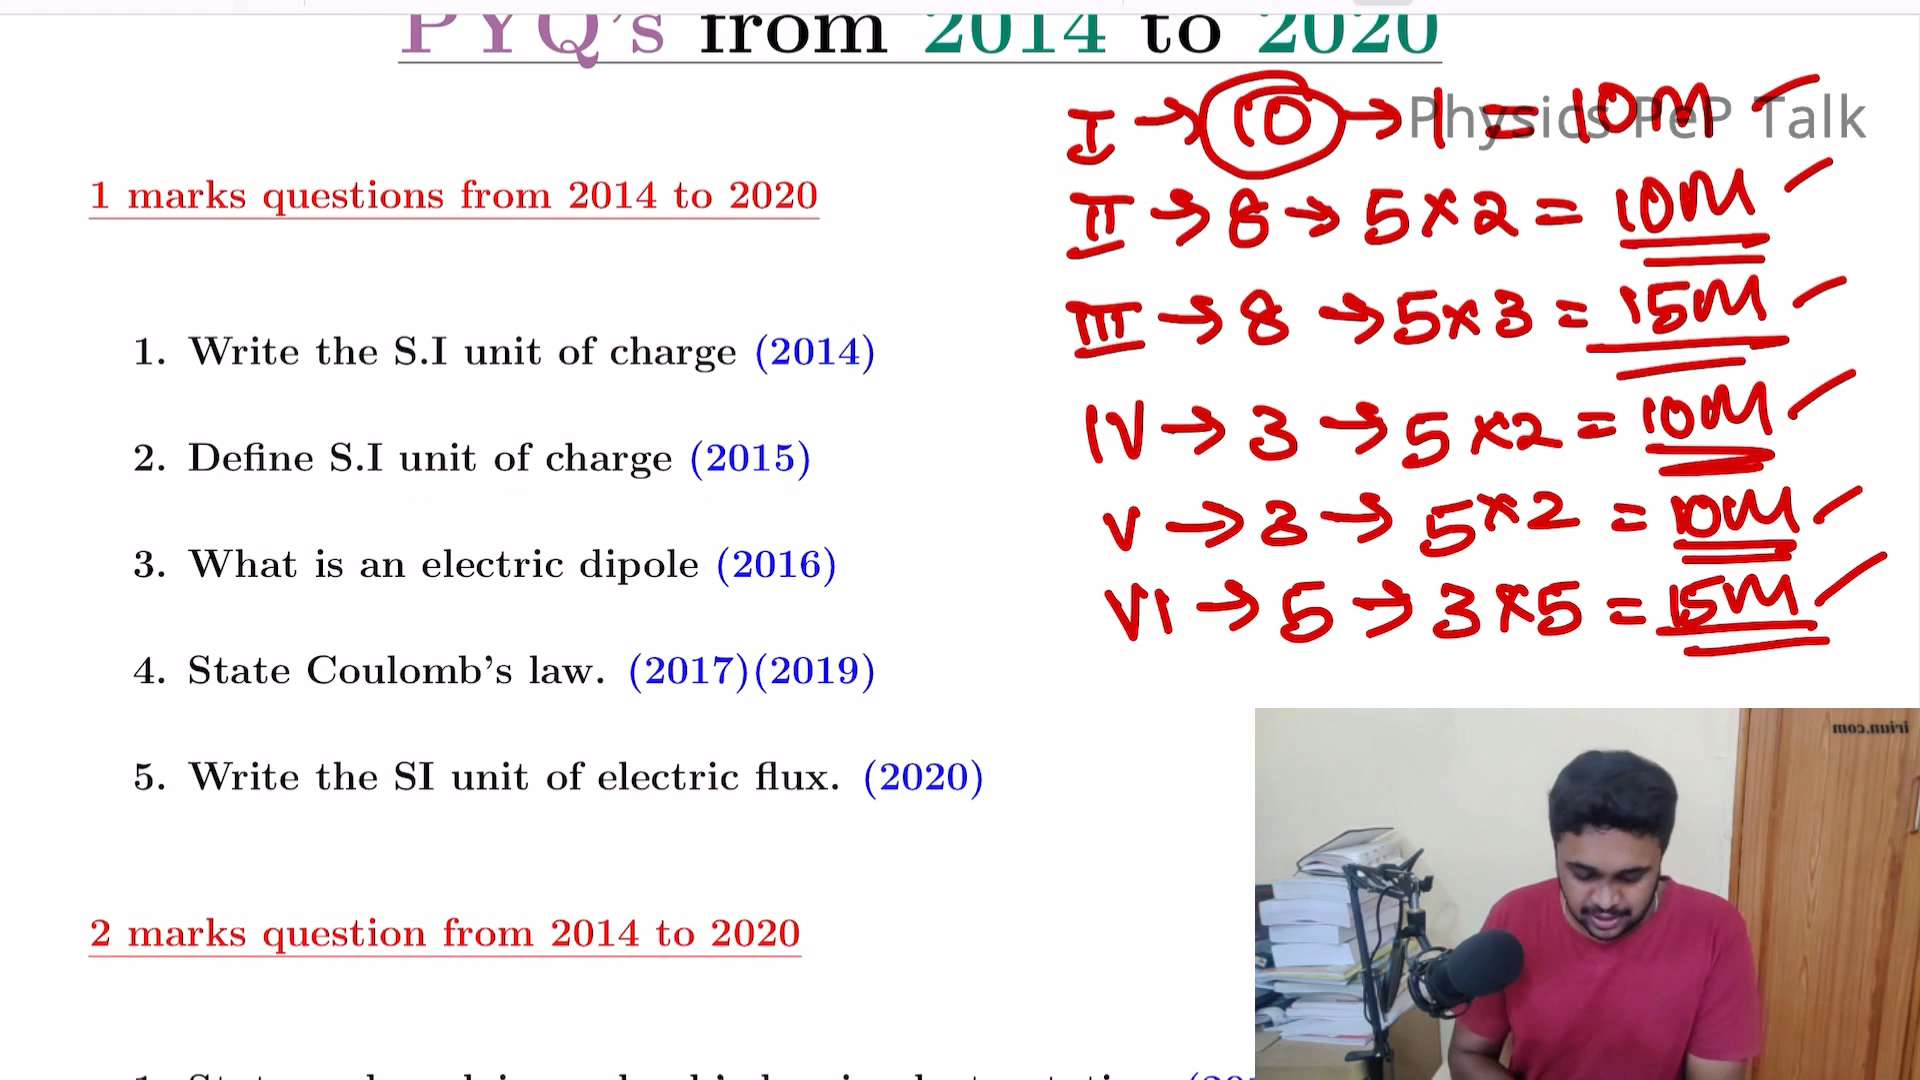 PYQ's from 2014 to 2020
Physics PeP Talk
I → 10 → 1 = 10M
II → 8 → 5 × 2 = 10M
III → 8 → 5 × 3 = 15M
IV → 3 → 5 × 2 = 10M
V → 3 → 5 × 2 = 10M
VI → 5 → 3 × 5 = 15M
1 marks questions from 2014 to 2020
1. Write the S.I unit of charge (2014)
2. Define S.I unit of charge (2015)
3. What is an electric dipole (2016)
4. State Coulomb's law. (2017)(2019)
5. Write the SI unit of electric flux. (2020)
2 marks question from 2014 to 2020
iriun.com